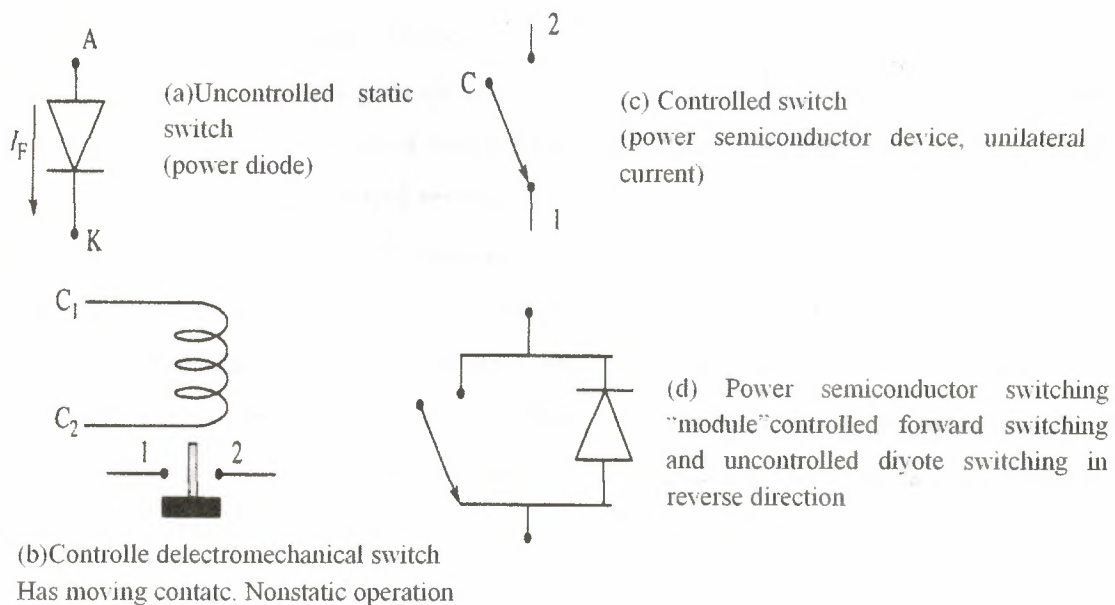 A
I_F
K
(a)Uncontrolled static
switch
(power diode)
2
C
1
(c) Controlled switch
(power semiconductor device, unilateral
current)
C1
C2
1
2
(b)Controlle delectromechanical switch
Has moving contatc. Nonstatic operation
(d) Power semiconductor switching
"module"controlled forward switching
and uncontrolled diyote switching in
reverse direction